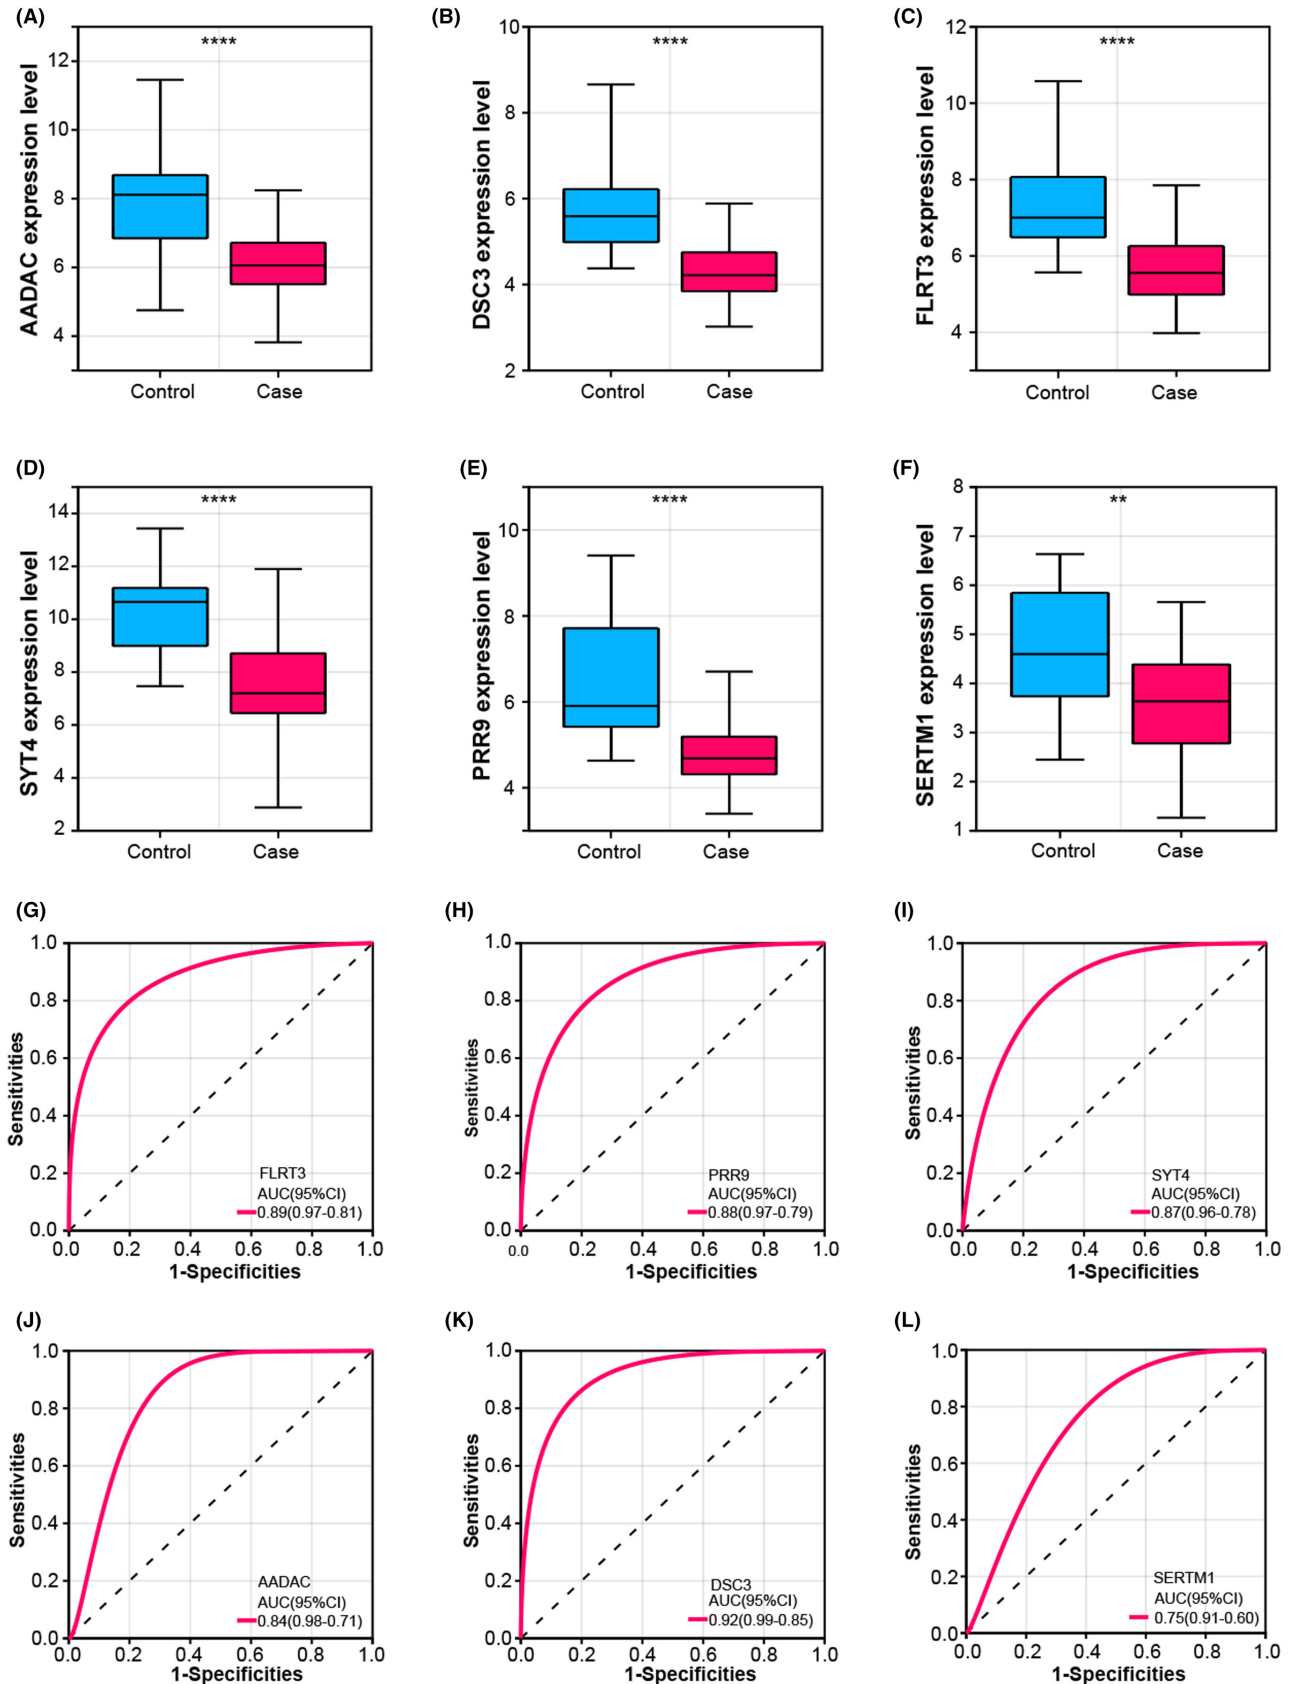 (A)
****
AADAC expression level
12
10
8
6
4
Control Case
(B)
****
DSC3 expression level
10
8
6
4
2
Control Case
(C)
****
FLRT3 expression level
12
10
8
6
4
Control Case
(D)
****
SYT4 expression level
14
12
10
8
6
4
2
Control Case
(E)
****
PRR9 expression level
10
8
6
4
Control Case
(F)
**
SERTM1 expression level
8
7
6
5
4
3
2
1
Control Case
(G)
Sensitivities
1.0
0.8
0.6
0.4
0.2
0.0
FLRT3
AUC(95%CI)
0.89(0.97-0.81)
0.0 0.2 0.4 0.6 0.8 1.0
1-Specificities
(H)
Sensitivities
1.0
0.8
0.6
0.4
0.2
0.0
PRR9
AUC(95%CI)
0.88(0.97-0.79)
0.0 0.2 0.4 0.6 0.8 1.0
1-Specificities
(I)
Sensitivities
1.0
0.8
0.6
0.4
0.2
0.0
SYT4
AUC(95%CI)
0.87(0.96-0.78)
0.0 0.2 0.4 0.6 0.8 1.0
1-Specificities
(J)
Sensitivities
1.0
0.8
0.6
0.4
0.2
0.0
AADAC
AUC(95%CI)
0.84(0.98-0.71)
0.0 0.2 0.4 0.6 0.8 1.0
1-Specificities
(K)
Sensitivities
1.0
0.8
0.6
0.4
0.2
0.0
DSC3
AUC(95%CI)
0.92(0.99-0.85)
0.0 0.2 0.4 0.6 0.8 1.0
1-Specificities
(L)
Sensitivities
1.0
0.8
0.6
0.4
0.2
0.0
SERTM1
AUC(95%CI)
0.75(0.91-0.60)
0.0 0.2 0.4 0.6 0.8 1.0
1-Specificities